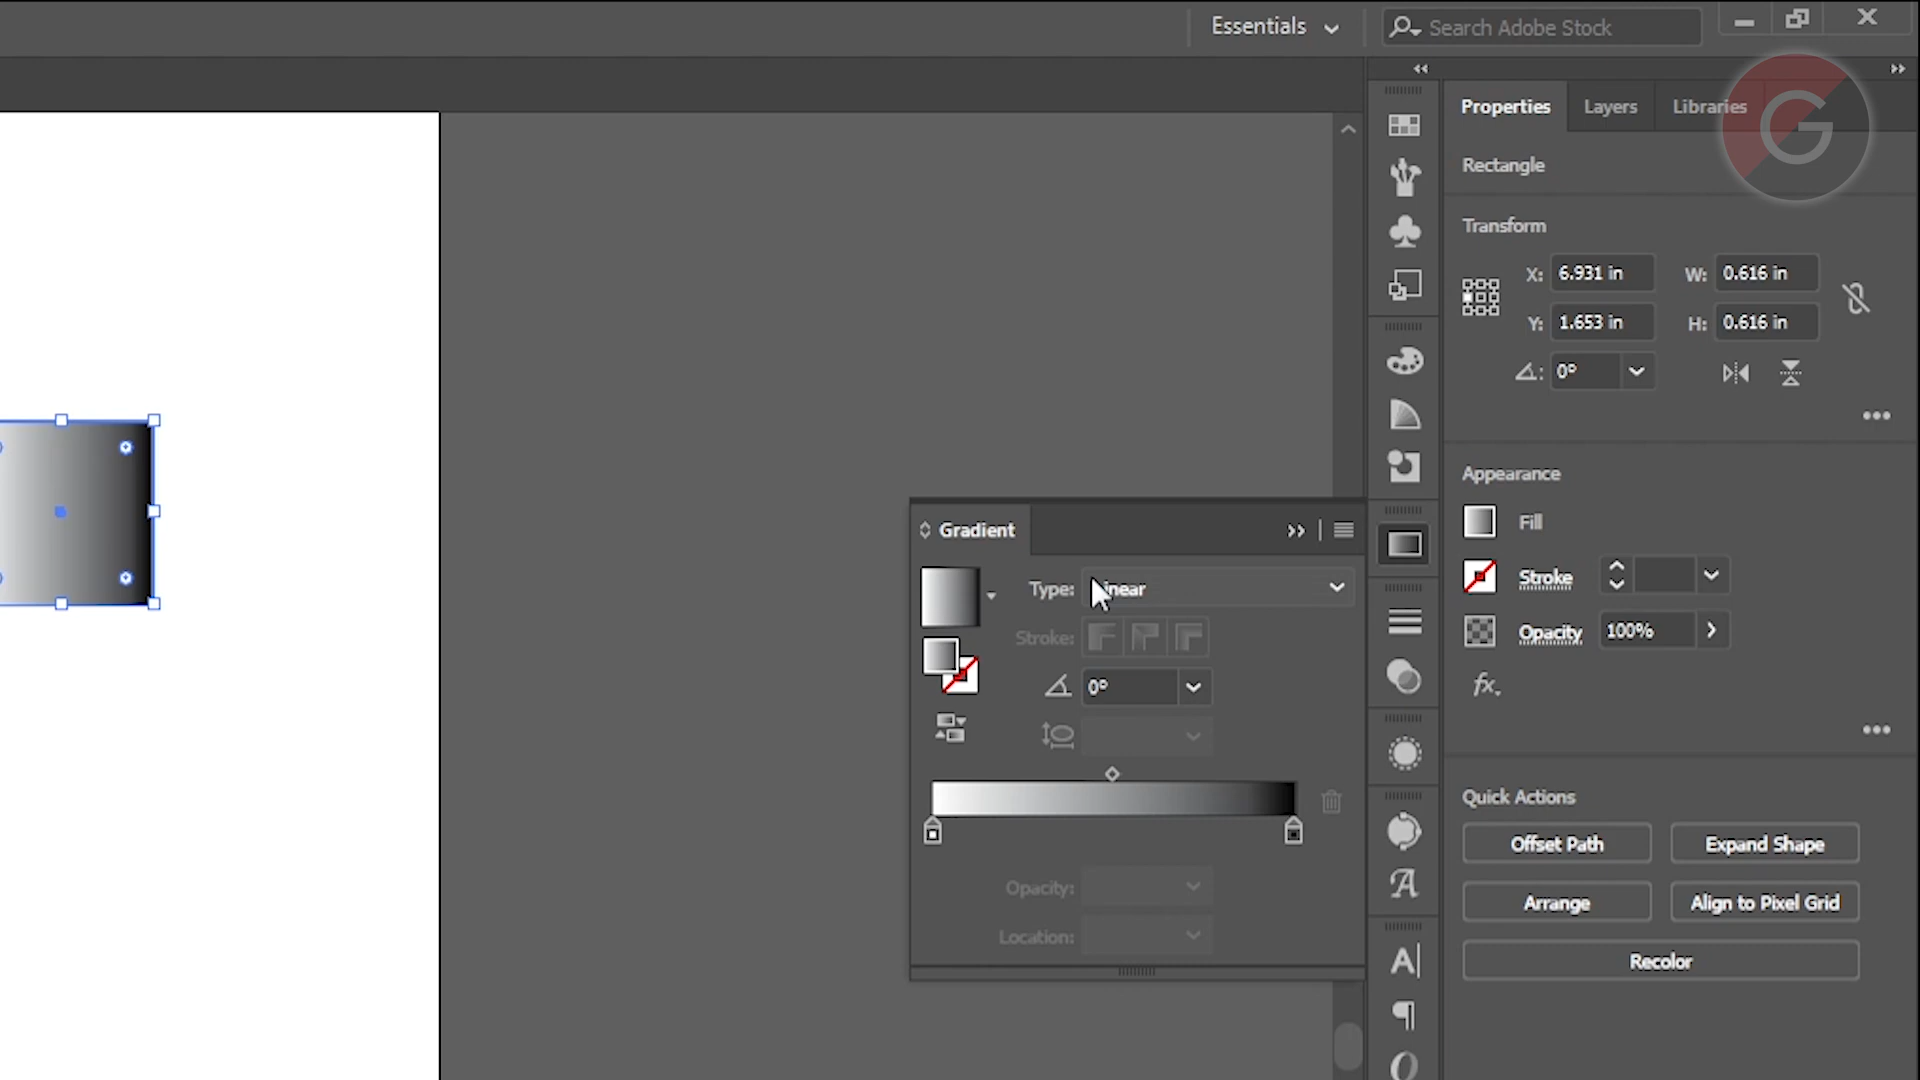 Essentials
Search Adobe Stock
Properties
Layers
Libraries
G
Rectangle
Transform
X: 6.931 in
W: 0.616 in
Y: 1.653 in
H: 0.616 in
0°
Appearance
Fill
Stroke
Opacity
100%
fx.
Quick Actions
Offset Path
Expand Shape
Arrange
Align to Pixel Grid
Recolor
Gradient
Type: inear
Stroke:
0°
Opacity:
Location: